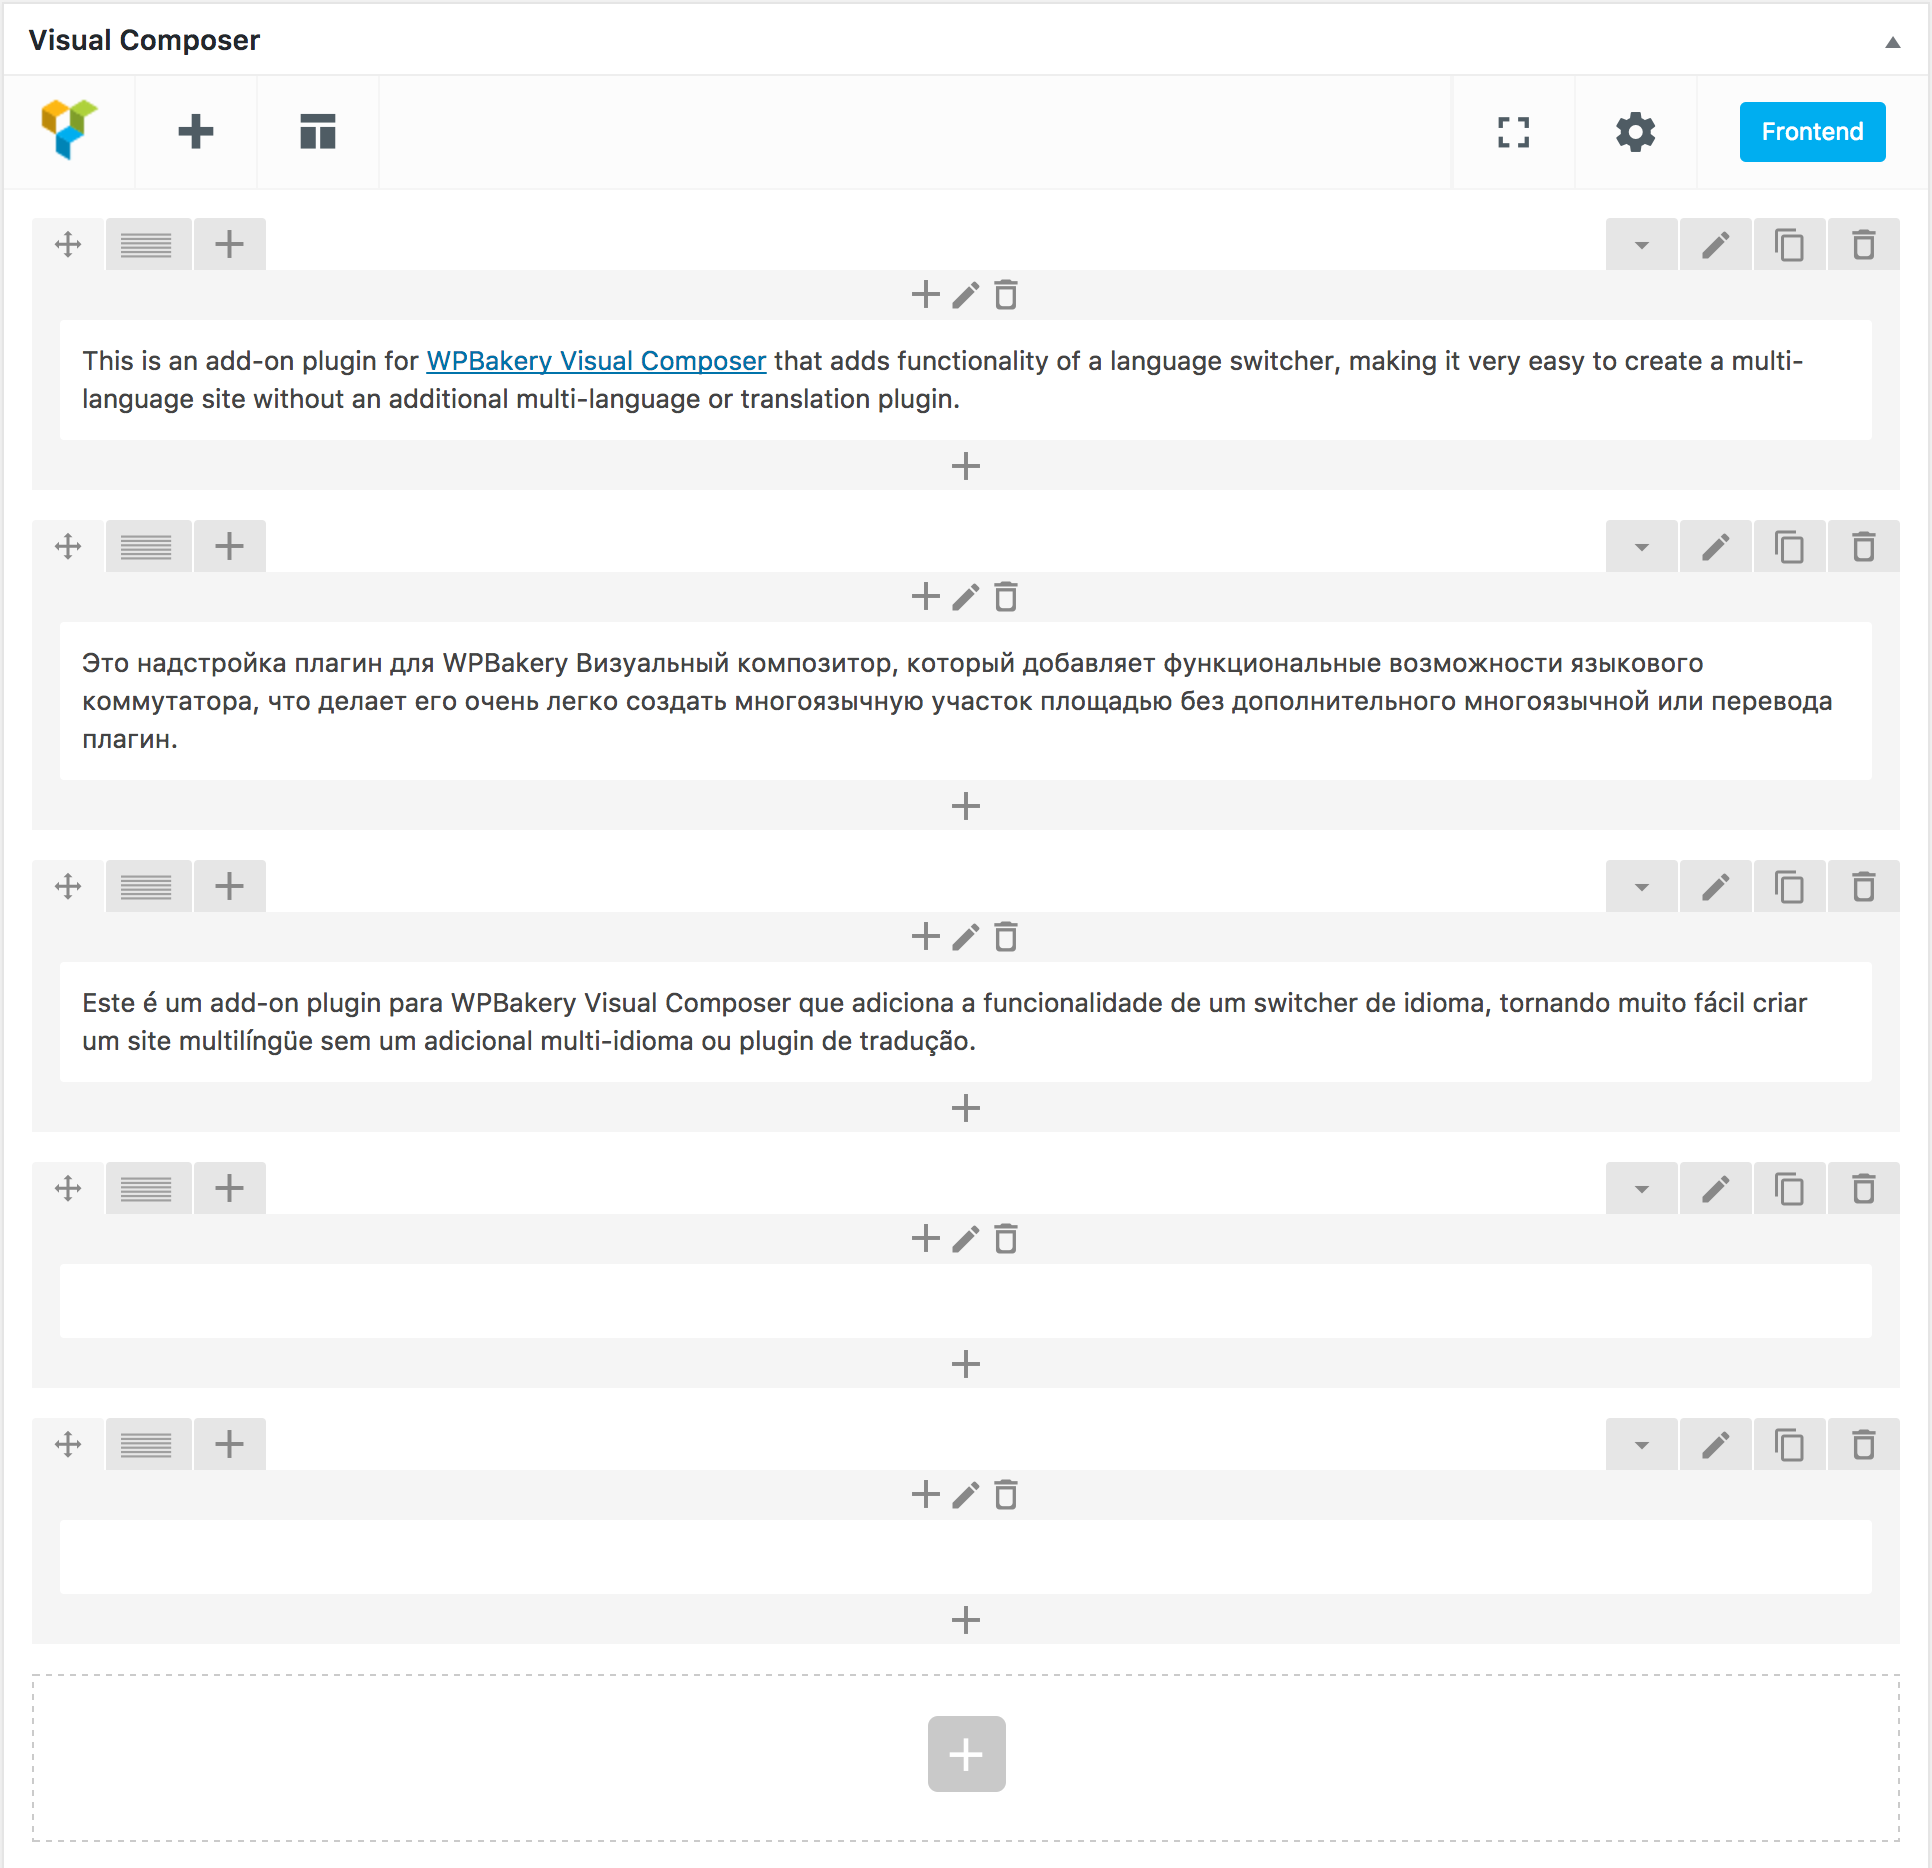 Visual Composer
Frontend
This is an add-on plugin for WPBakery Visual Composer that adds functionality of a language switcher, making it very easy to create a multi-
language site without an additional multi-language or translation plugin.
Это надстройка плагин для WPBakery Визуальный композитор, который добавляет функциональные возможности языкового
коммутатора, что делает его очень легко создать многоязычную участок площадью без дополнительного многоязычной или перевода
плагин.
Este é um add-on plugin para WPBakery Visual Composer que adiciona a funcionalidade de um switcher de idioma, tornando muito fácil criar
um site multilíngüe sem um adicional multi-idioma ou plugin de tradução.